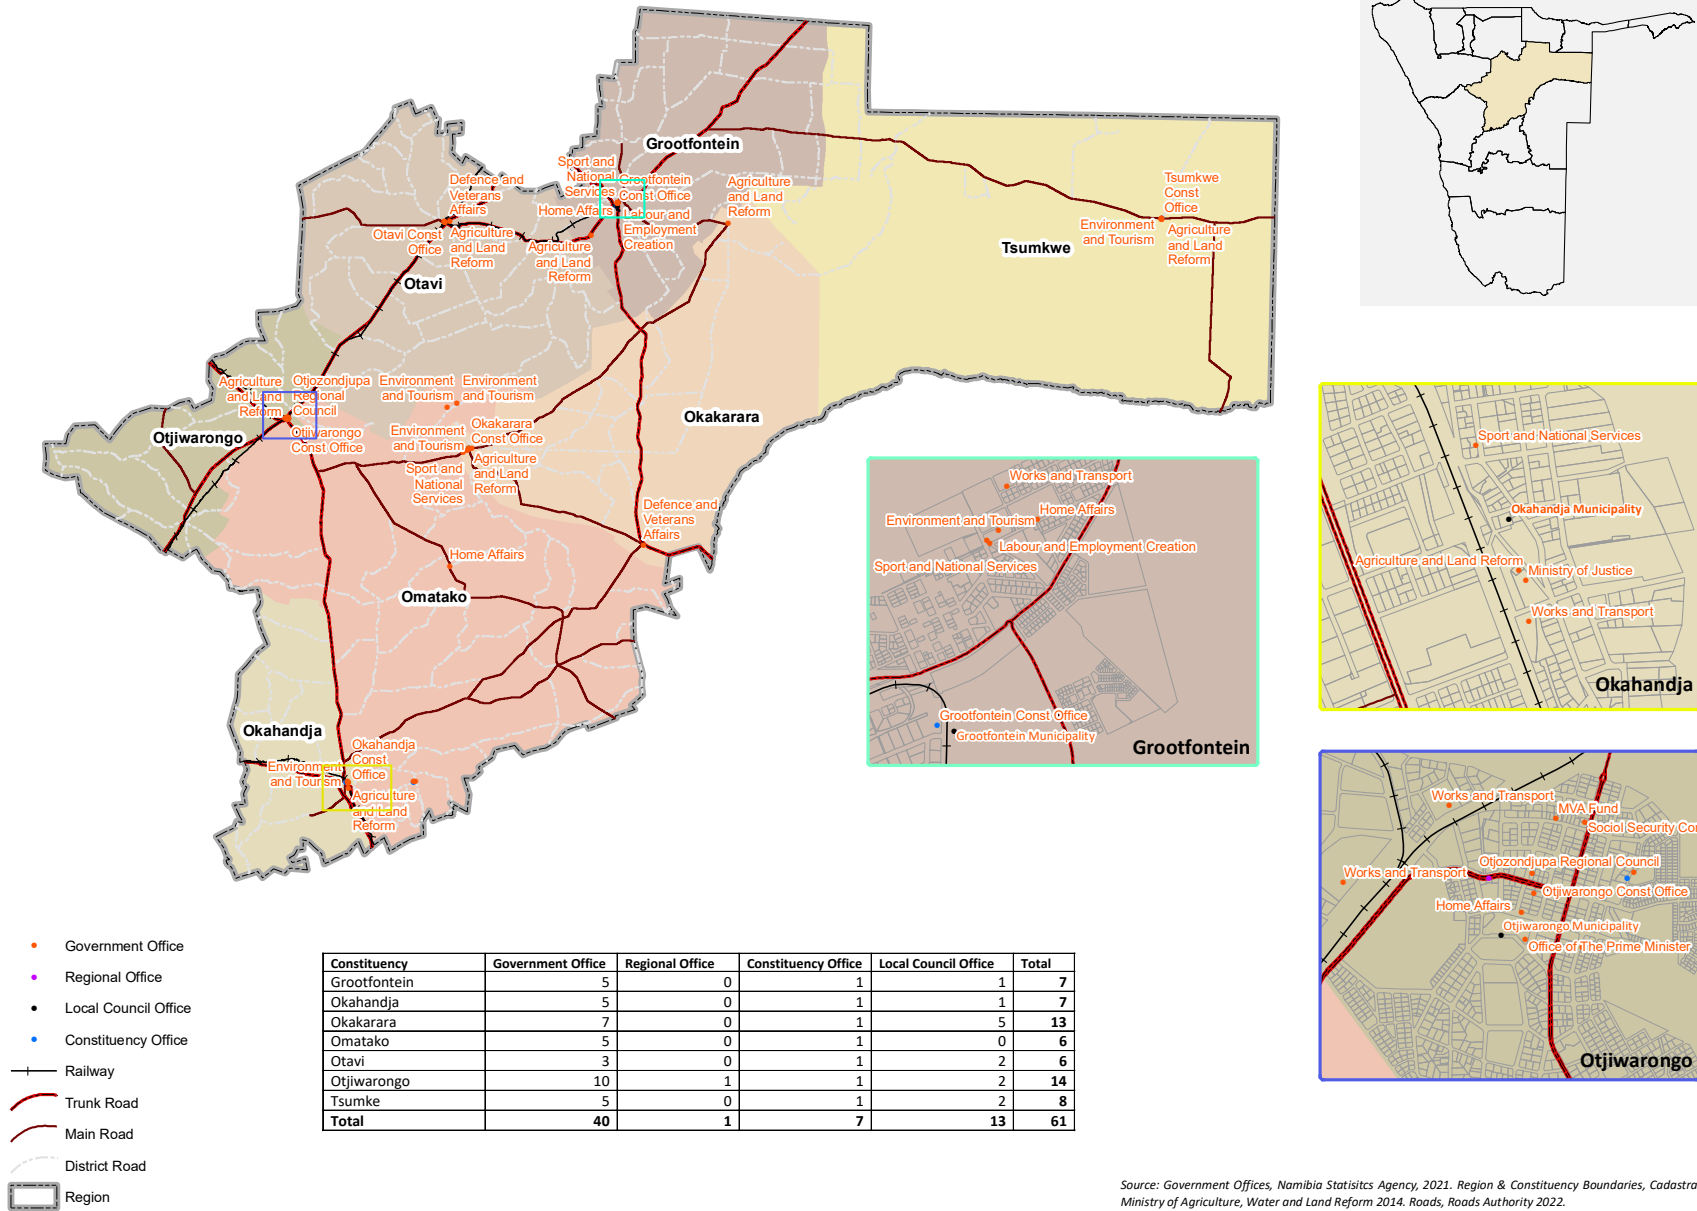 Grootfontein
Sport and
National
Services
Grootfontein
Const Office
Home Affairs
Labour and
Employment
Creation
Agriculture
and Land
Reform
Agriculture
and Land
Reform
Defence and
Veterans
Affairs
Otavi Const
Office
Agriculture
and Land
Reform
Otavi
Tsumkwe
Const
Office
Environment
and Tourism
Agriculture
and Land
Reform
Tsumkwe
Agriculture
and Land
Reform
Otjozondjupa
Regional
Council
Otjiwarongo
Const Office
Otjiwarongo
Environment
and Tourism
Environment
and Tourism
Environment
and Tourism
Okakarara
Const Office
Sport and
National
Services
Agriculture
and Land
Reform
Okakarara
Defence and
Veterans
Affairs
Home Affairs
Omatako
Okahandja
Okahandja
Const
Office
Environment
and Tourism
Agriculture
and Land
Reform
Works and Transport
Home Affairs
Environment and Tourism
Labour and Employment Creation
Sport and National Services
Grootfontein Const Office
Grootfontein Municipality
Grootfontein
Sport and National Services
Okahandja Municipality
Agriculture and Land Reform
Ministry of Justice
Works and Transport
Okahandja
Works and Transport
MVA Fund
Sociol Security Co
Otjozondjupa Regional Council
Works and Transport
Otjiwarongo Const Office
Home Affairs
Otjiwarongo Municipality
Office of The Prime Minister
Otjiwarongo
Government Office
Regional Office
Local Council Office
Constituency Office
Railway
Trunk Road
Main Road
District Road
Region
Constituency Government Office Regional Office Constituency Office Local Council Office Total
Grootfontein 5 0 1 1 7
Okahandja 5 0 1 1 7
Okakarara 7 0 1 5 13
Omatako 5 0 1 0 6
Otavi 3 0 1 2 6
Otjiwarongo 10 1 1 2 14
Tsumke 5 0 1 2 8
Total 40 1 7 13 61
Source: Government Offices, Namibia Statisitcs Agency, 2021. Region & Constituency Boundaries, Cadastra
Ministry of Agriculture, Water and Land Reform 2014. Roads, Roads Authority 2022.